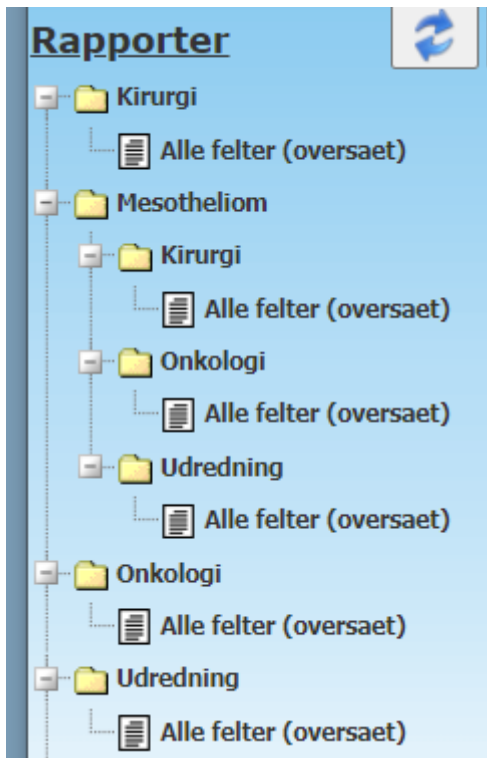 Rapporter
Kirurgi
Alle felter (oversaet)
Mesotheliom
Kirurgi
Alle felter (oversaet)
Onkologi
Alle felter (oversaet)
Udredning
Alle felter (oversaet)
Onkologi
Alle felter (oversaet)
Udredning
Alle felter (oversaet)